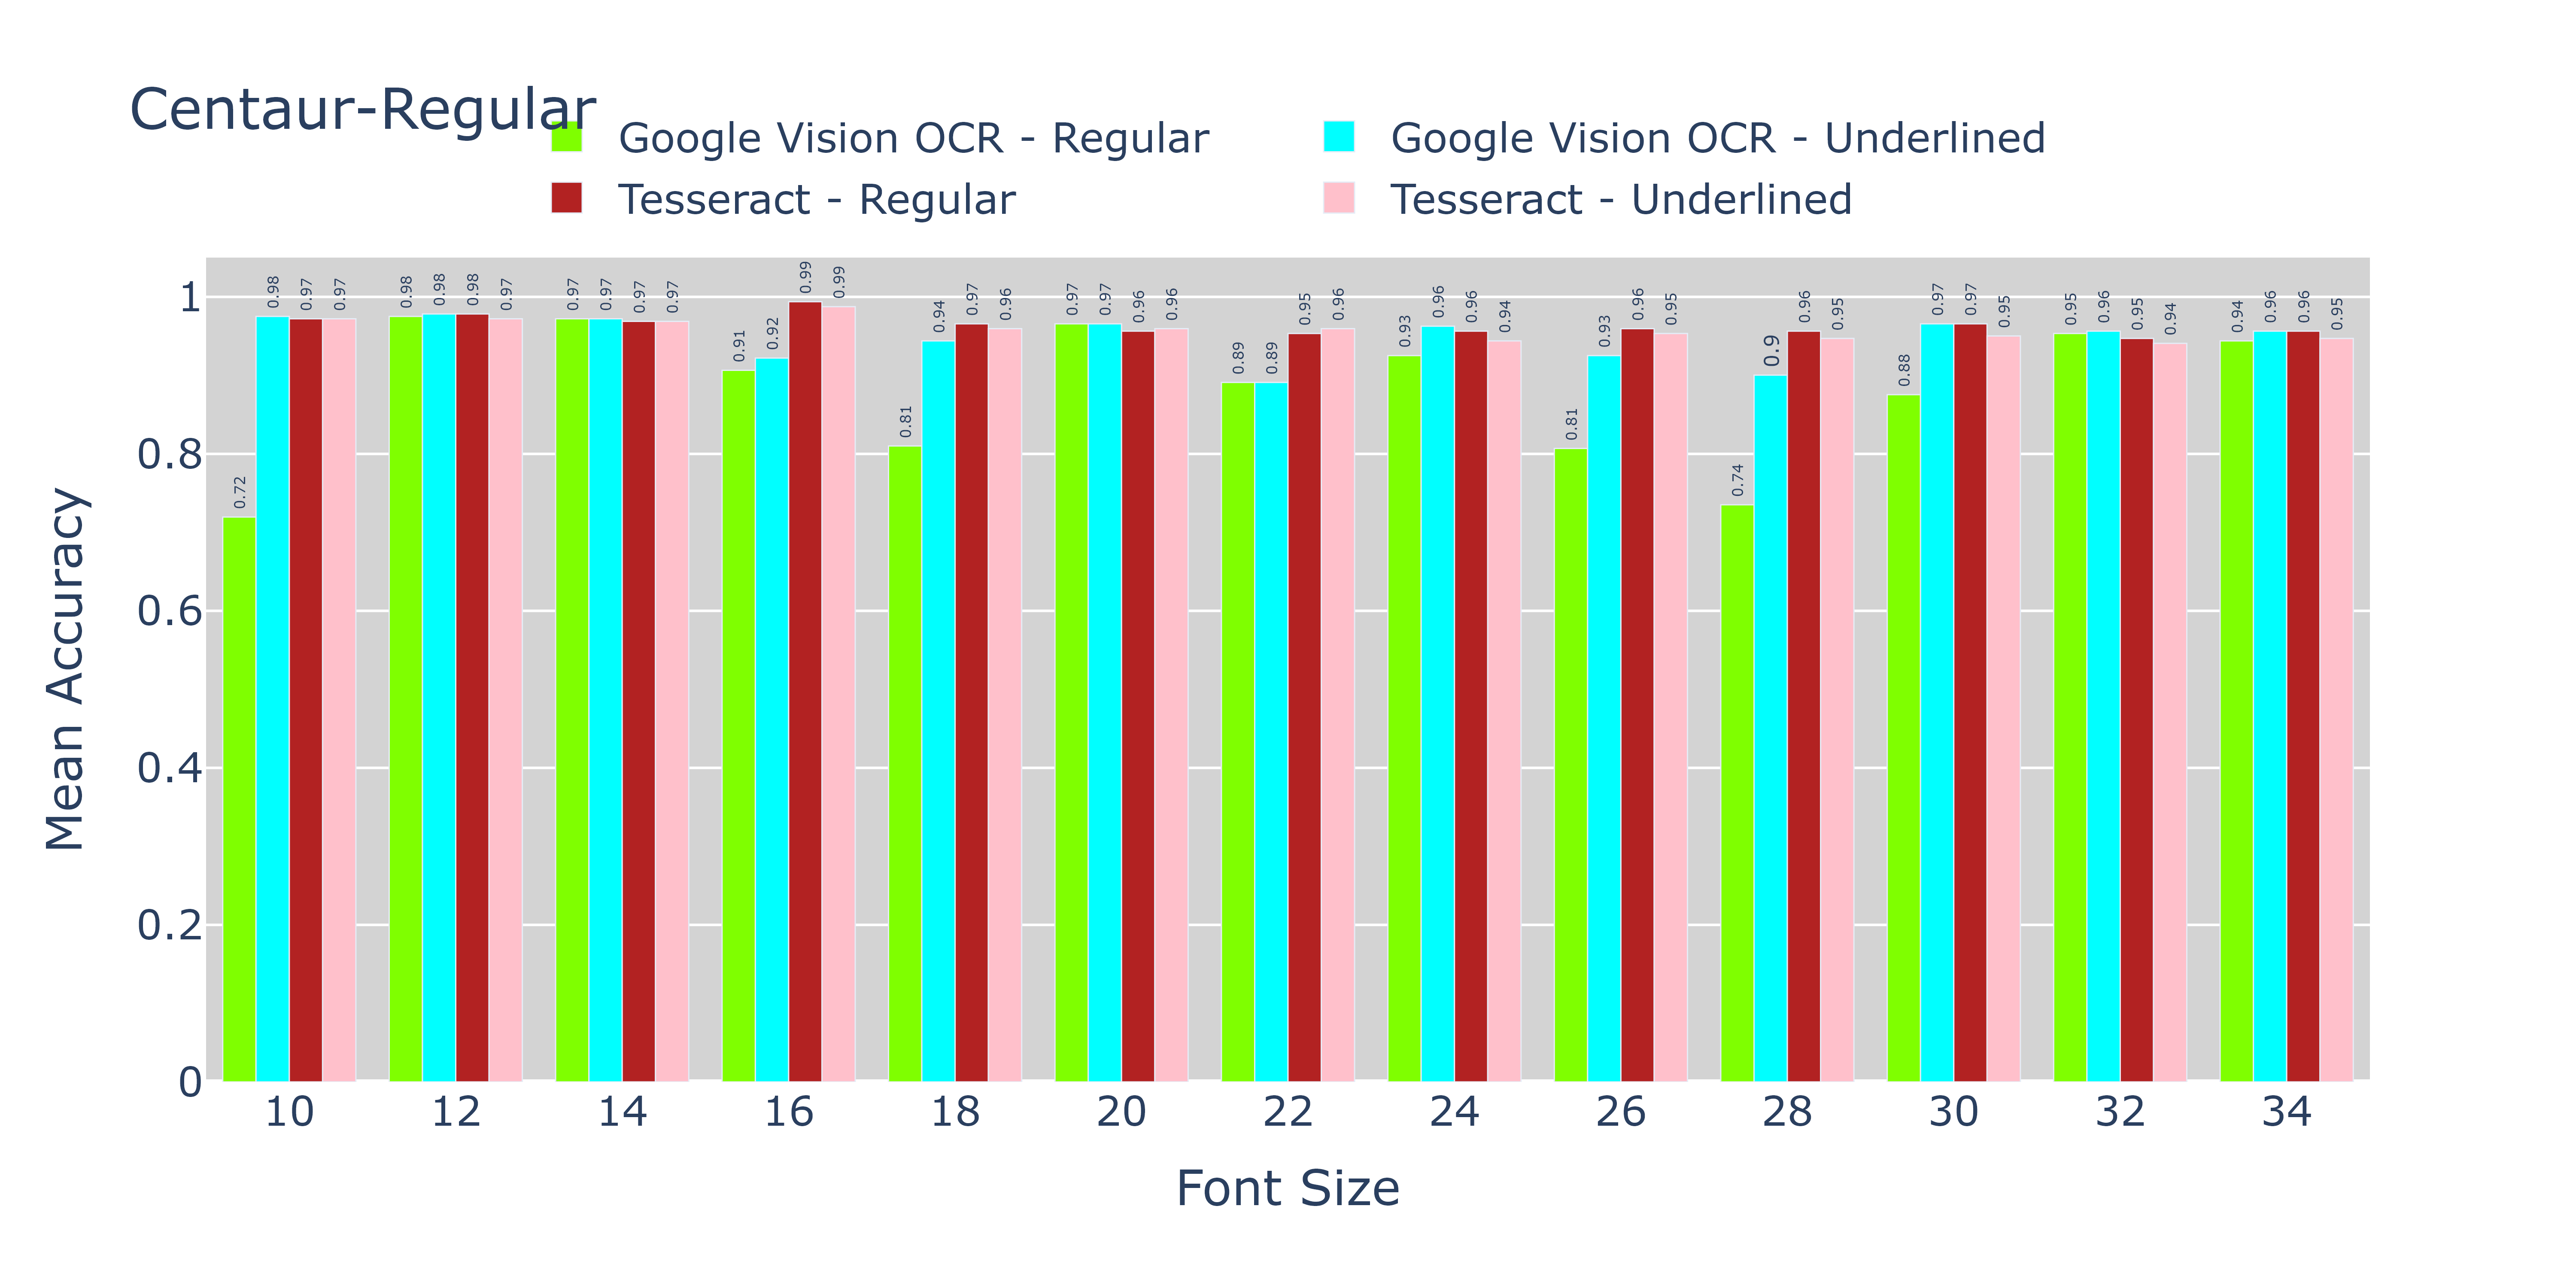 Centaur-Regular
Google Vision OCR - Regular
Google Vision OCR - Underlined
Tesseract - Regular
Tesseract - Underlined
Mean Accuracy
1
0.8
0.6
0.4
0.2
0
0.72 0.98 0.97 0.97
0.98 0.98 0.98 0.97
0.97 0.97 0.97 0.97
0.91 0.92 0.99 0.99
0.81 0.94 0.97 0.96
0.97 0.97 0.96 0.96
0.89 0.89 0.95 0.96
0.93 0.96 0.96 0.94
0.81 0.93 0.96 0.95
0.74 0.9 0.96 0.95
0.88 0.97 0.97 0.95
0.95 0.96 0.95 0.94
0.94 0.96 0.96 0.95
10 12 14 16 18 20 22 24 26 28 30 32 34
Font Size